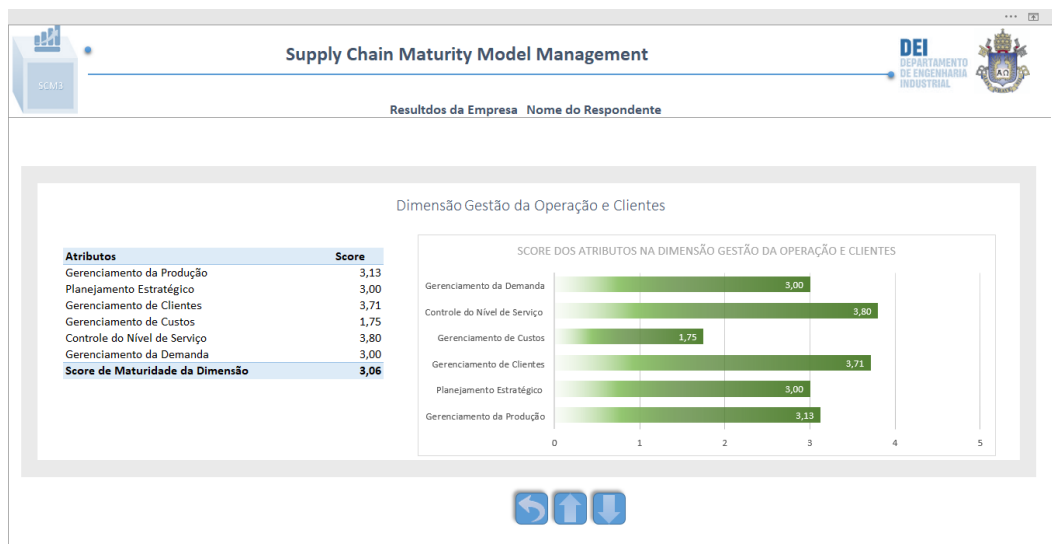 Supply Chain Maturity Model Management
SCM3
DEI
DEPARTAMENTO
DE ENGENHARIA
INDUSTRIAL
ΑΩ
Resultdos da Empresa Nome do Respondente
Dimensão Gestão da Operação e Clientes
Atributos Score
Gerenciamento da Produção 3,13
Planejamento Estratégico 3,00
Gerenciamento de Clientes 3,71
Gerenciamento de Custos 1,75
Controle do Nível de Serviço 3,80
Gerenciamento da Demanda 3,00
Score de Maturidade da Dimensão 3,06
SCORE DOS ATRIBUTOS NA DIMENSÃO GESTÃO DA OPERAÇÃO E CLIENTES
Gerenciamento da Demanda 3,00
Controle do Nível de Serviço 3,80
Gerenciamento de Custos 1,75
Gerenciamento de Clientes 3,71
Planejamento Estratégico 3,00
Gerenciamento da Produção 3,13
0 1 2 3 4 5